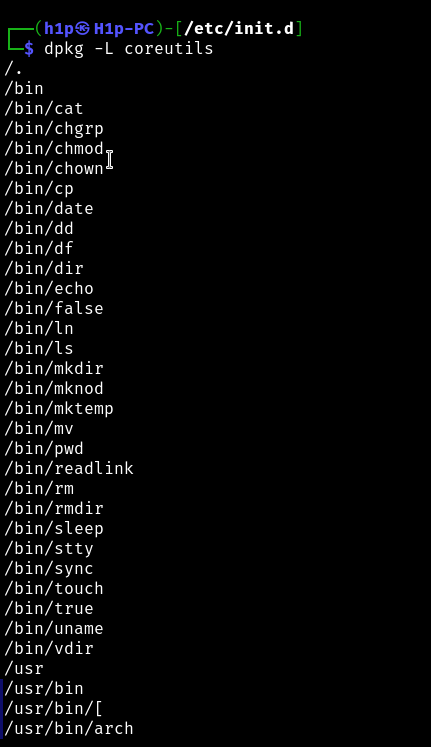 ┌──(h1p㉿H1p-PC)-[/etc/init.d]
└─$ dpkg -L coreutils
/.
/bin
/bin/cat
/bin/chgrp
/bin/chmod
/bin/chown
/bin/cp
/bin/date
/bin/dd
/bin/df
/bin/dir
/bin/echo
/bin/false
/bin/ln
/bin/ls
/bin/mkdir
/bin/mknod
/bin/mktemp
/bin/mv
/bin/pwd
/bin/readlink
/bin/rm
/bin/rmdir
/bin/sleep
/bin/stty
/bin/sync
/bin/touch
/bin/true
/bin/uname
/bin/vdir
/usr
/usr/bin
/usr/bin/[
/usr/bin/arch